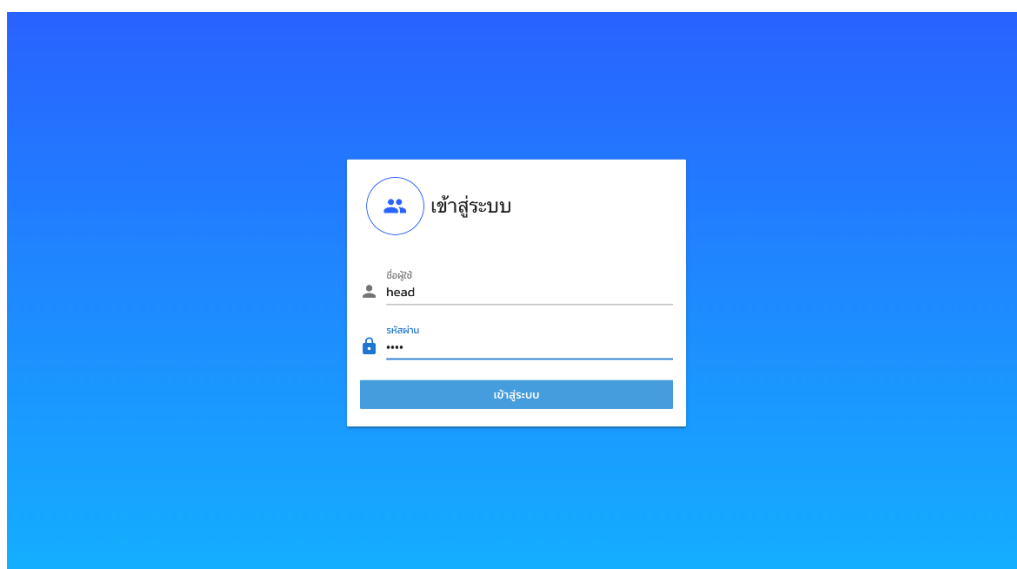 เข้าสู่ระบบ
ชื่อผู้ใช้
head
รหัสผ่าน
••••
เข้าสู่ระบบ